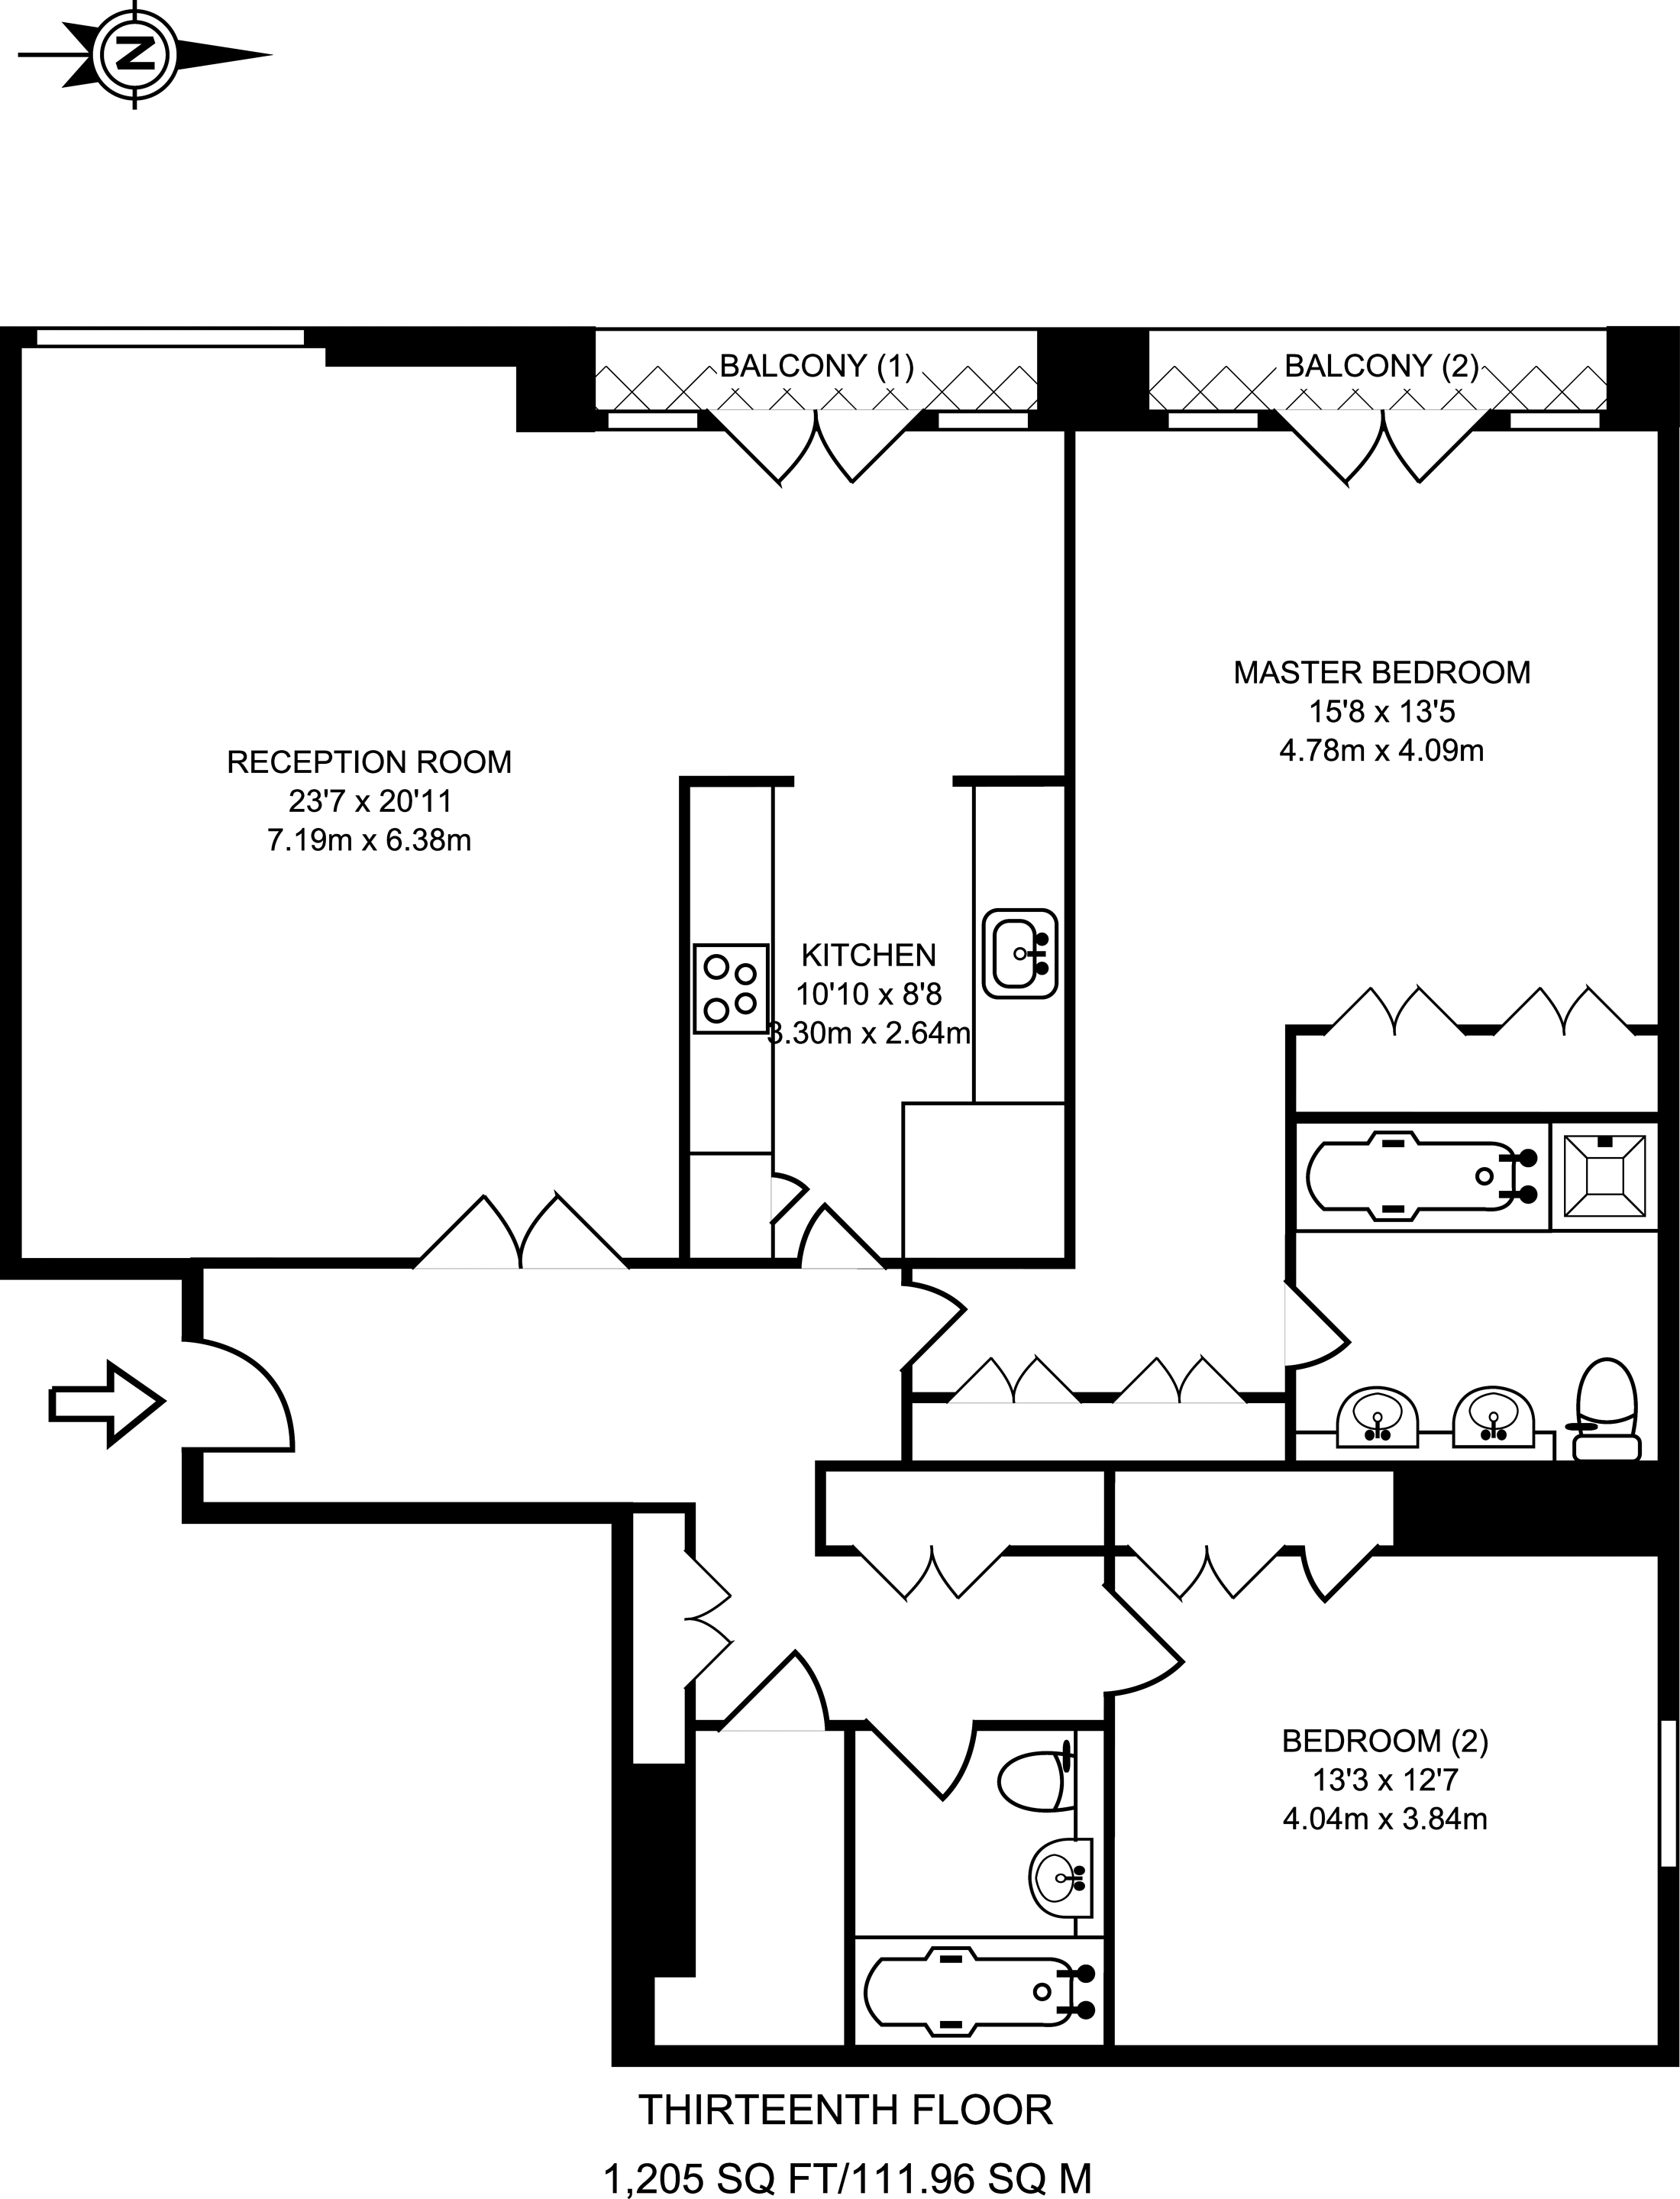 N
BALCONY (1)
BALCONY (2)
MASTER BEDROOM
15'8 x 13'5
4.78m x 4.09m
RECEPTION ROOM
23'7 x 20'11
7.19m x 6.38m
KITCHEN
10'10 x 8'8
3.30m x 2.64m
BEDROOM (2)
13'3 x 12'7
4.04m x 3.84m
THIRTEENTH FLOOR
1,205 SQ FT/111.96 SQ M